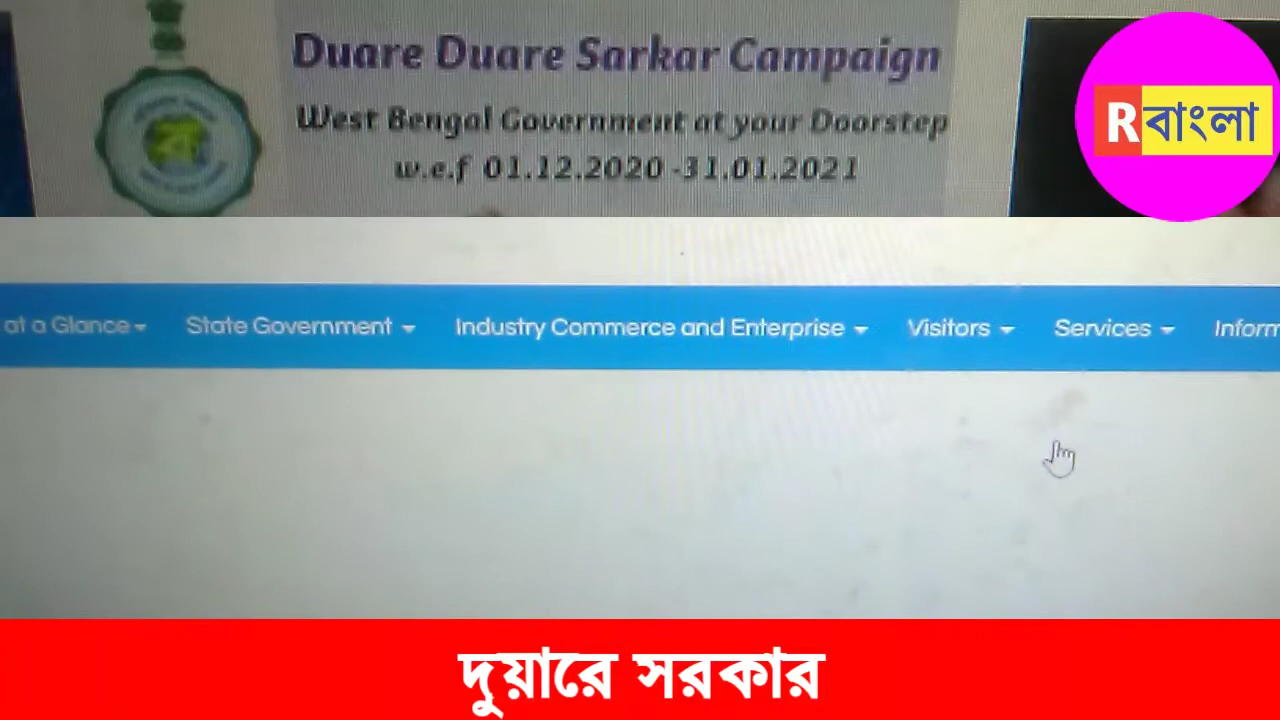 Duare Duare Sarkar Campaign
West Bengal Government at your Doorstep
w.e.f 01.12.2020 -31.01.2021
R বাংলা
at a Glance
State Government
Industry Commerce and Enterprise
Visitors
Services
Inform
দুয়ারে সরকার